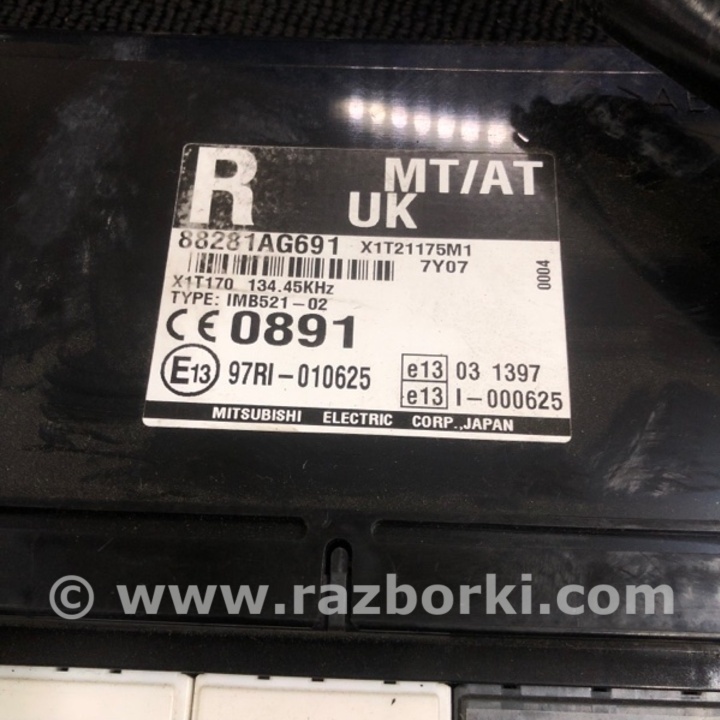 R MT/AT
UK
88281AG691 X1T21175M1
7Y07
0004
X1T170 134.45KHz
TYPE: IMB521-02
CE 0891
E13 97RI-010625
e13 03 1397
e13 I-000625
MITSUBISHI ELECTRIC CORP.,JAPAN
© www.razborki.com